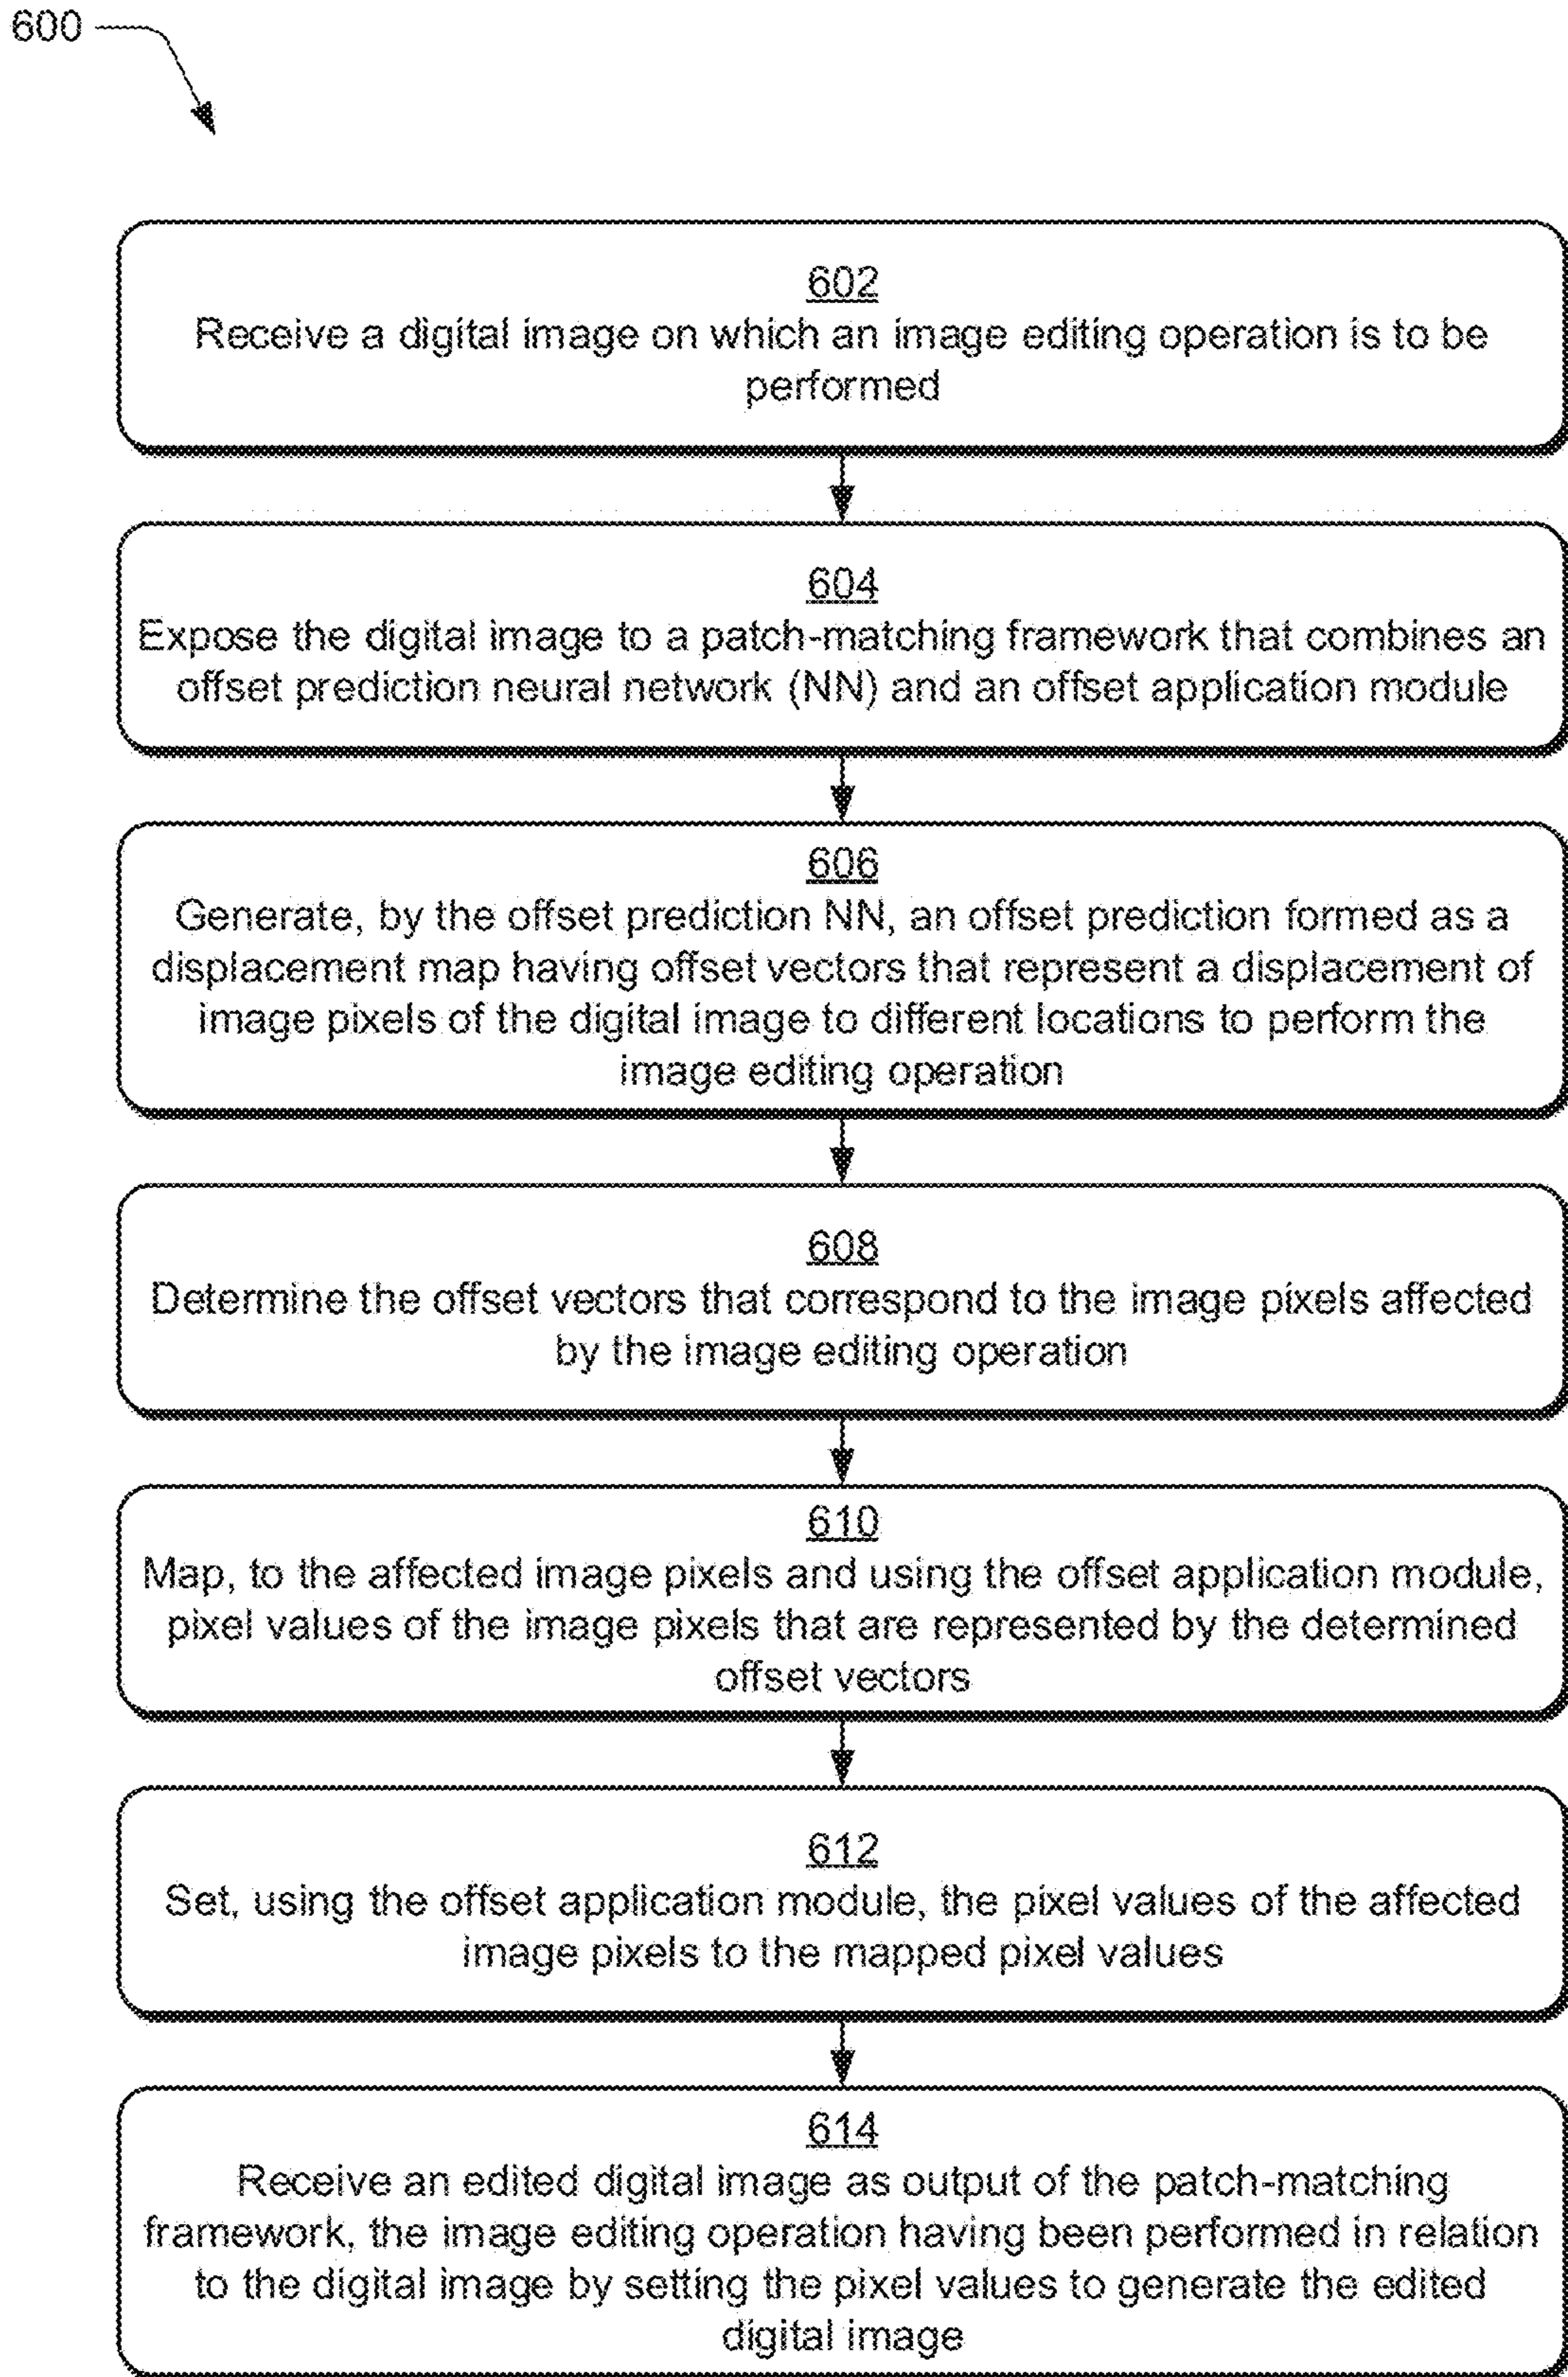 600
602
Receive a digital image on which an image editing operation is to be
performed
604
Expose the digital image to a patch-matching framework that combines an
offset prediction neural network (NN) and an offset application module
606
Generate, by the offset prediction NN, an offset prediction formed as a
displacement map having offset vectors that represent a displacement of
image pixels of the digital image to different locations to perform the
image editing operation
608
Determine the offset vectors that correspond to the image pixels affected
by the image editing operation
610
Map, to the affected image pixels and using the offset application module,
pixel values of the image pixels that are represented by the determined
offset vectors
612
Set, using the offset application module, the pixel values of the affected
image pixels to the mapped pixel values
614
Receive an edited digital image as output of the patch-matching
framework, the image editing operation having been performed in relation
to the digital image by setting the pixel values to generate the edited
digital image